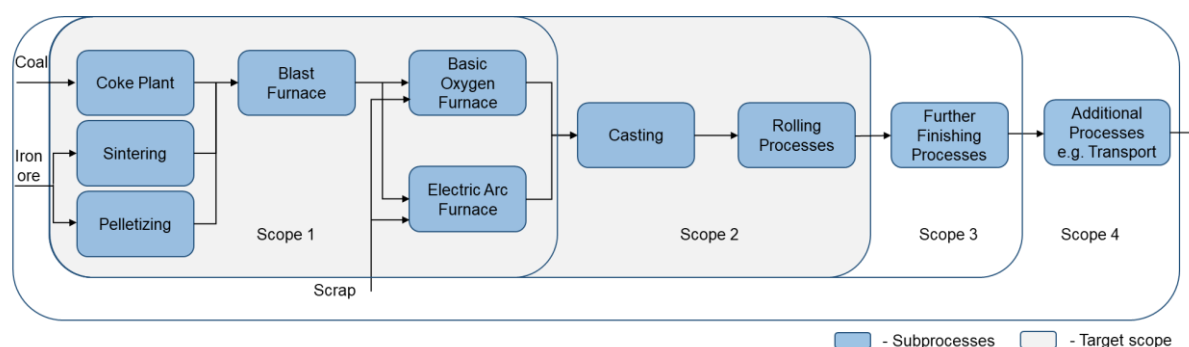 Coal
Coke Plant
Blast
Furnace
Basic
Oxygen
Furnace
Iron
ore
Sintering
Pelletizing
Electric Arc
Furnace
Scrap
Casting
Rolling
Processes
Further
Finishing
Processes
Additional
Processes
e.g. Transport
Scope 1
Scope 2
Scope 3
Scope 4
- Subprocesses
- Target scope